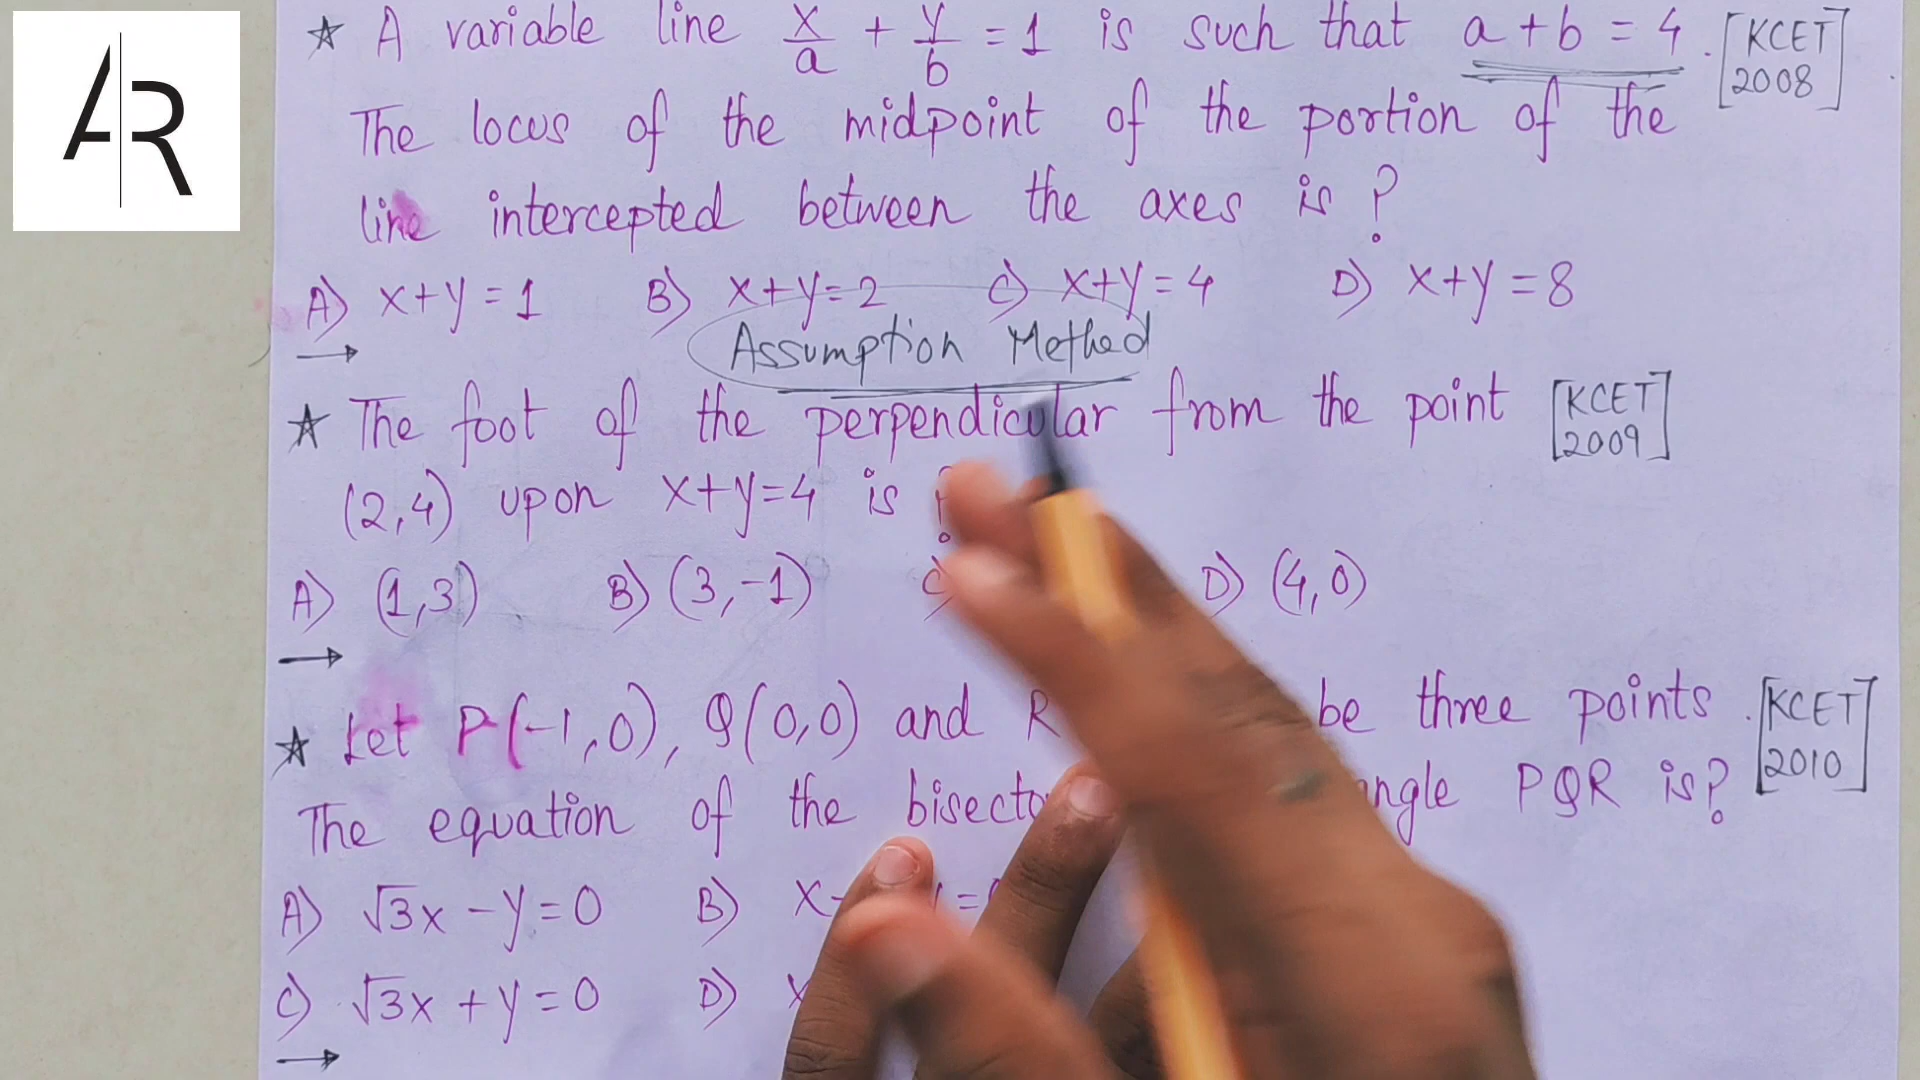 AR
★ A variable line x/a + y/b = 1 is such that a + b = 4. [KCET 2008]
The locus of the midpoint of the portion of the
line intercepted between the axes is ?
A) x+y = 1 B) x+y = 2 C) x+y = 4 D) x+y = 8
Assumption Method
★ The foot of the perpendicular from the point [KCET 2009]
(2,4) upon x+y=4 is ?
A) (1,3) B) (3,-1) C) D) (4,0)
★ Let P(-1,0), Q(0,0) and R be three points. [KCET 2010]
The equation of the PQR is?
A) √3x - y = 0 B)
C) √3x + y = 0 D)